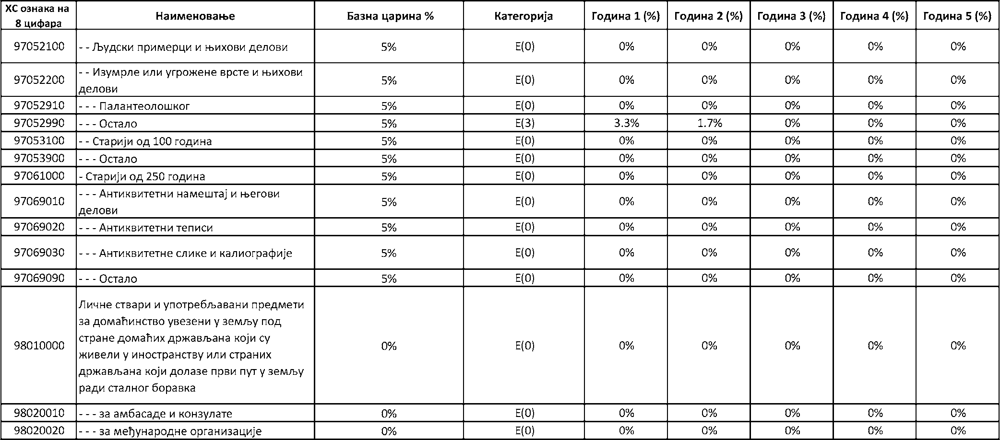 ХС ознака на
8 цифара
Наименовање
Базна царина %
Категорија
Година 1 (%)
Година 2 (%)
Година 3 (%)
Година 4 (%)
Година 5 (%)
97052100 - - Људски примерци и њихови делови 5% E(0) 0% 0% 0% 0% 0%
97052200 - - Изумрле или угрожене врсте и њихови
делови 5% E(0) 0% 0% 0% 0% 0%
97052910 - - - Палантеолошког 5% E(0) 0% 0% 0% 0% 0%
97052990 - - - Остало 5% E(3) 3.3% 1.7% 0% 0% 0%
97053100 - - Старији од 100 година 5% E(0) 0% 0% 0% 0% 0%
97053900 - - - Остало 5% E(0) 0% 0% 0% 0% 0%
97061000 - Старији од 250 година 5% E(0) 0% 0% 0% 0% 0%
97069010 - - - Антиквитетни намештај и његови
делови 5% E(0) 0% 0% 0% 0% 0%
97069020 - - - Антиквитетни теписи 5% E(0) 0% 0% 0% 0% 0%
97069030 - - - Антиквитетне слике и калиографије 5% E(0) 0% 0% 0% 0% 0%
97069090 - - - Остало 5% E(0) 0% 0% 0% 0% 0%
98010000 Личне ствари и употребљавани предмети
за домаћинство увезени у земљу под
стране домаћих држављана који су
живели у иностранству или страних
држављана који долазе први пут у земљу
ради сталног боравка 0% E(0) 0% 0% 0% 0% 0%
98020010 - - - за амбасаде и конзулате 0% E(0) 0% 0% 0% 0% 0%
98020020 - - - за међународне организације 0% E(0) 0% 0% 0% 0% 0%